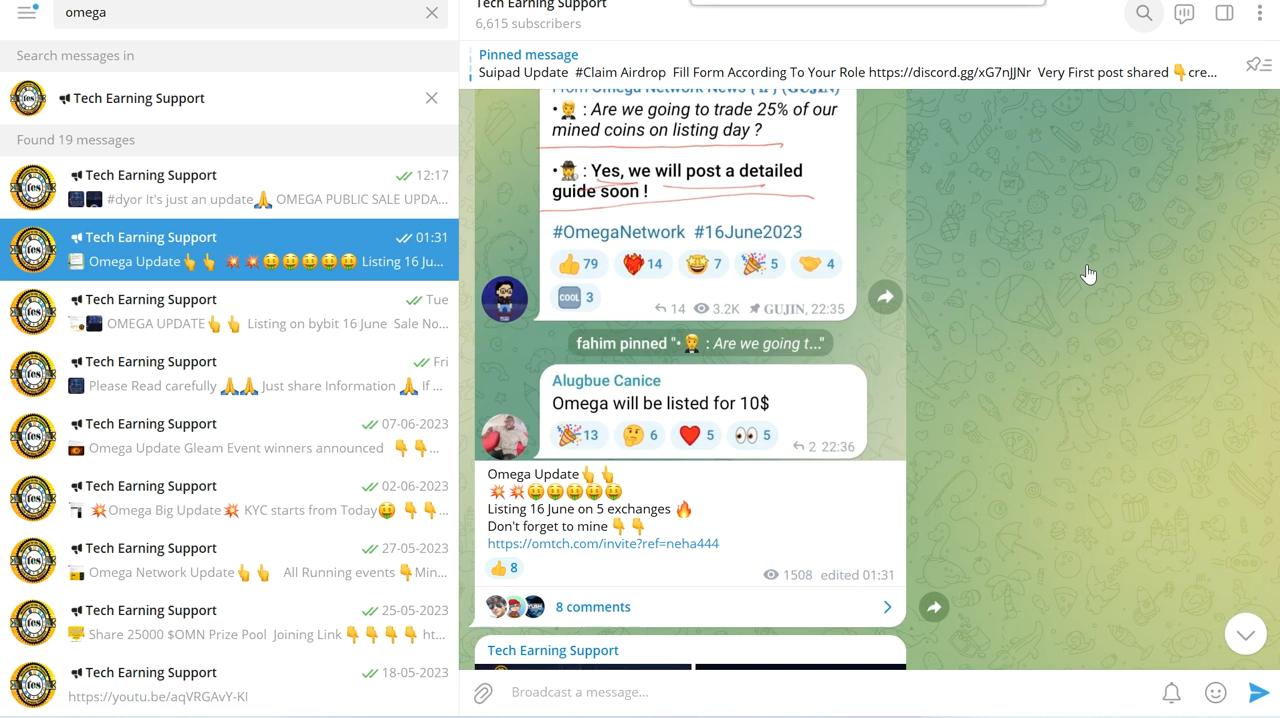 omega
Search messages in
Tech Earning Support
Found 19 messages
Tech Earning Support
12:17
#dyor It's just an update🙏 OMEGA PUBLIC SALE UPDA...
Tech Earning Support
01:31
Omega Update👆👆 💥💥🤑🤑🤑🤑🤑 Listing 16 Ju...
Tech Earning Support
Tue
OMEGA UPDATE👆👆 Listing on bybit 16 June Sale No...
Tech Earning Support
Fri
Please Read carefully 🙏🙏 Just share Information 🙏 If ...
Tech Earning Support
07-06-2023
Omega Update Gleam Event winners announced 👇👇...
Tech Earning Support
02-06-2023
💥Omega Big Update💥 KYC starts from Today🤑 👇👇...
Tech Earning Support
27-05-2023
Omega Network Update👆👆 All Running events 👇Min...
Tech Earning Support
25-05-2023
Share 25000 $OMN Prize Pool Joining Link👇👇👇👇 ht...
Tech Earning Support
18-05-2023
https://youtu.be/aqVRGAvY-KI
Tech Earning Support
6,615 subscribers
Pinned message
Suipad Update #Claim Airdrop Fill Form According To Your Role https://discord.gg/xG7nJJNr Very First post shared 👇cre...
From Omega Network News
• : Are we going to trade 25% of our
mined coins on listing day ?
• : Yes, we will post a detailed
guide soon !
#OmegaNetwork #16June2023
👍79 ❤️‍🔥14 🤩7 🎉5 🤝4
COOL 3
14 3.2K GUJIN, 22:35
fahim pinned "• : Are we going t..."
Alugbue Canice
Omega will be listed for 10$
🎉13 🤔6 ❤️5 👀5
2 22:36
Omega Update👆👆
💥💥🤑🤑🤑🤑🤑
Listing 16 June on 5 exchanges 🔥
Don't forget to mine👇👇
https://omtch.com/invite?ref=neha444
👍8
1508 edited 01:31
8 comments
Tech Earning Support
Broadcast a message...